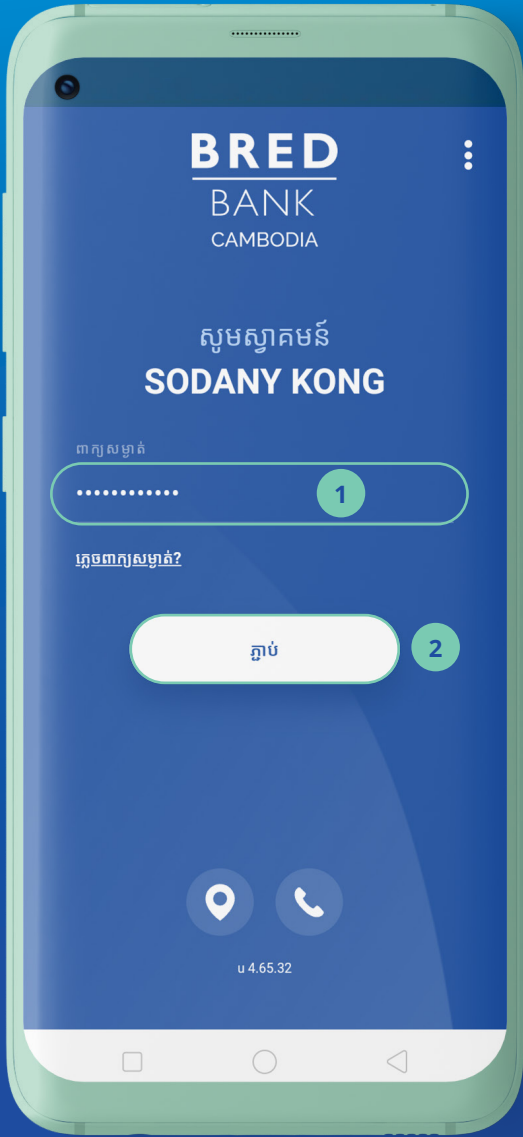 BRED
BANK
CAMBODIA
សូមស្វាគមន៍
SODANY KONG
ពាក្យសម្ងាត់
•••••••••••• 1
ភ្លេចពាក្យសម្ងាត់?
ភ្ជាប់ 2
u 4.65.32